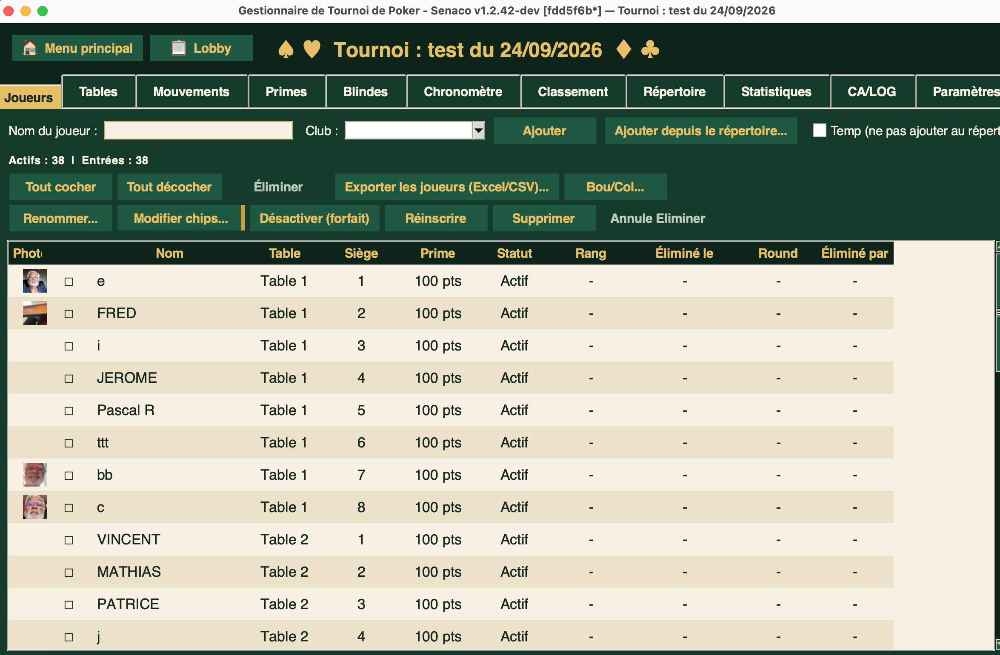 Gestionnaire de Tournoi de Poker - Senaco v1.2.42-dev [fdd5f6b*] — Tournoi : test du 24/09/2026
Menu principal Lobby ♠ ♥ Tournoi : test du 24/09/2026 ♦ ♣
Joueurs Tables Mouvements Primes Blindes Chronomètre Classement Répertoire Statistiques CA/LOG Paramètres
Nom du joueur : Club : Ajouter Ajouter depuis le répertoire... Temp (ne pas ajouter au répert
Actifs : 38 | Entrées : 38
Tout cocher Tout décocher Éliminer Exporter les joueurs (Excel/CSV)... Bou/Col...
Renommer... Modifier chips... Désactiver (forfait) Réinscrire Supprimer Annule Eliminer
Photo Nom Table Siège Prime Statut Rang Éliminé le Round Éliminé par
e Table 1 1 100 pts Actif - - - -
FRED Table 1 2 100 pts Actif - - - -
i Table 1 3 100 pts Actif - - - -
JEROME Table 1 4 100 pts Actif - - - -
Pascal R Table 1 5 100 pts Actif - - - -
ttt Table 1 6 100 pts Actif - - - -
bb Table 1 7 100 pts Actif - - - -
c Table 1 8 100 pts Actif - - - -
VINCENT Table 2 1 100 pts Actif - - - -
MATHIAS Table 2 2 100 pts Actif - - - -
PATRICE Table 2 3 100 pts Actif - - - -
j Table 2 4 100 pts Actif - - - -